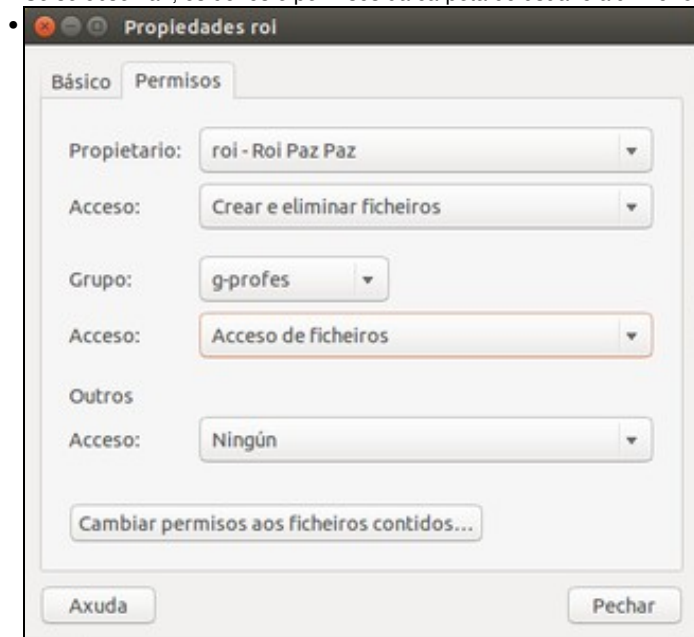 Propiedades roi
Básico Permisos
Propietario: roi - Roi Paz Paz
Acceso: Crear e eliminar ficheiros
Grupo: g-profes
Acceso: Acceso de ficheiros
Outros
Acceso: Ningún
Cambiar permisos aos ficheiros contidos...
Axuda Pechar